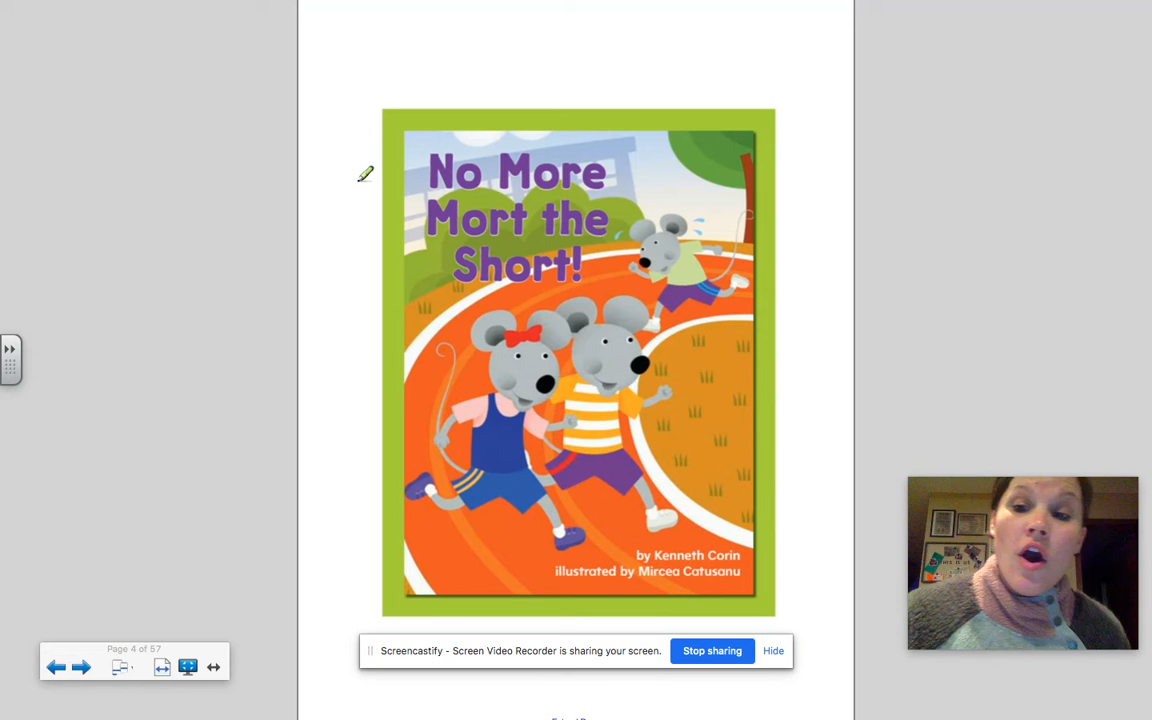 No More
Mort the
Short!
by Kenneth Corin
illustrated by Mircea Catusanu
Page 4 of 57
Screencastify - Screen Video Recorder is sharing your screen.
Stop sharing
Hide